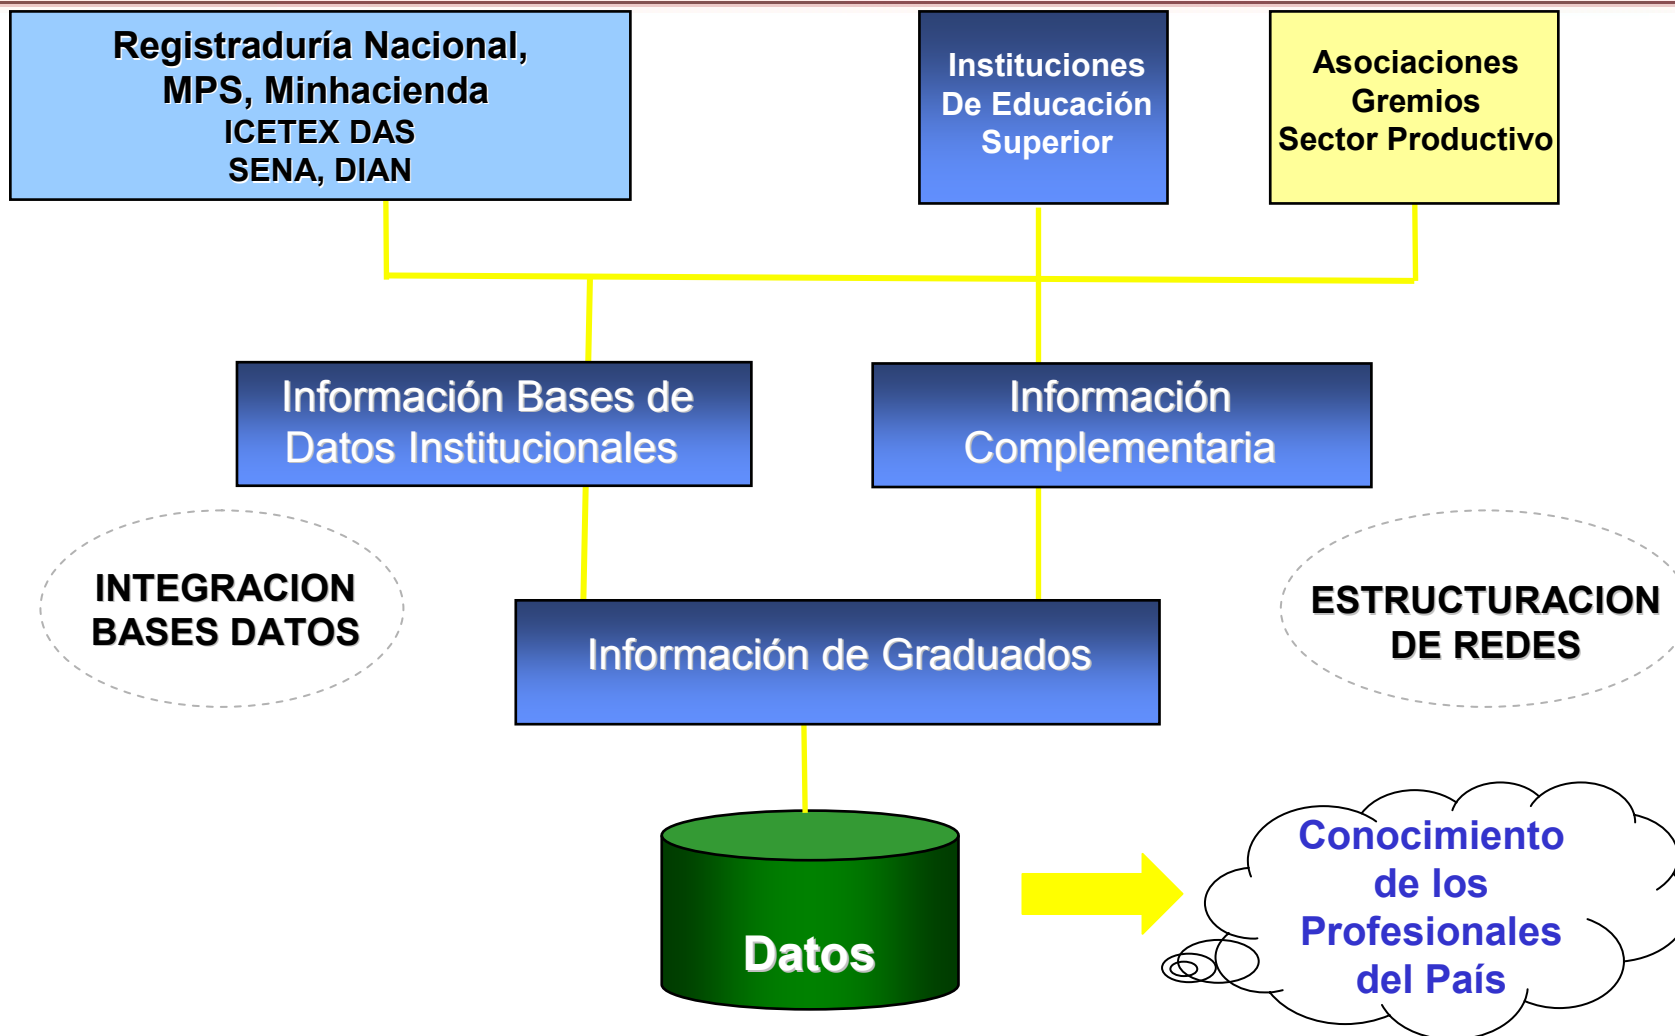 Registraduría Nacional,
MPS, Minhacienda
ICETEX DAS
SENA, DIAN
Instituciones
De Educación
Superior
Asociaciones
Gremios
Sector Productivo
Información Bases de
Datos Institucionales
Información
Complementaria
INTEGRACION
BASES DATOS
ESTRUCTURACION
DE REDES
Información de Graduados
Datos
Conocimiento
de los
Profesionales
del País